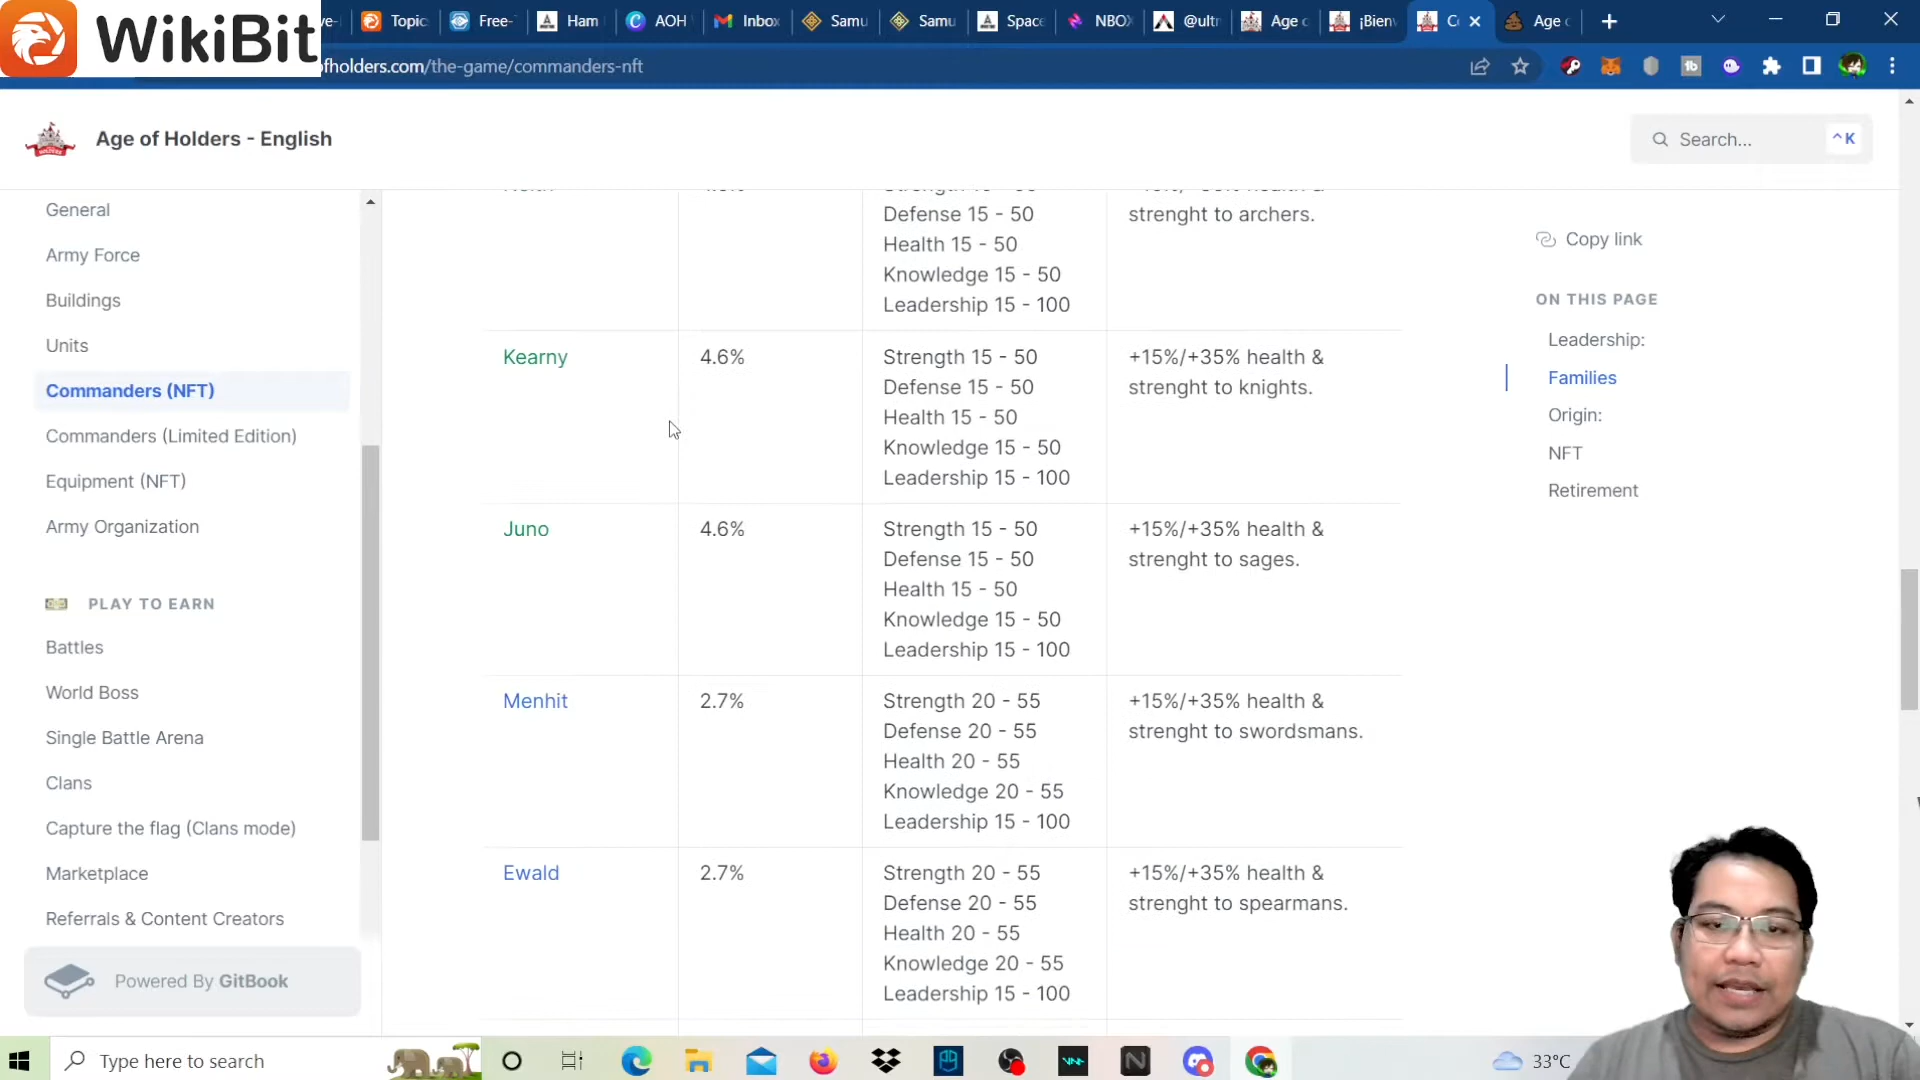 WikiBit
Topic
Free-
Ham
AOH
Inbox
Samu
Samu
Space
NBOX
@ultr
Age
¡Bien
Age
ofholders.com/the-game/commanders-nft
Age of Holders - English
Search...
^K
General
Army Force
Buildings
Units
Commanders (NFT)
Commanders (Limited Edition)
Equipment (NFT)
Army Organization
PLAY TO EARN
Battles
World Boss
Single Battle Arena
Clans
Capture the flag (Clans mode)
Marketplace
Referrals & Content Creators
Powered By GitBook
strenght to archers.
Defense 15 - 50
Health 15 - 50
Knowledge 15 - 50
Leadership 15 - 100
Kearny
4.6%
Strength 15 - 50
Defense 15 - 50
Health 15 - 50
Knowledge 15 - 50
Leadership 15 - 100
+15%/+35% health &
strenght to knights.
Juno
4.6%
Strength 15 - 50
Defense 15 - 50
Health 15 - 50
Knowledge 15 - 50
Leadership 15 - 100
+15%/+35% health &
strenght to sages.
Menhit
2.7%
Strength 20 - 55
Defense 20 - 55
Health 20 - 55
Knowledge 20 - 55
Leadership 15 - 100
+15%/+35% health &
strenght to swordsmans.
Ewald
2.7%
Strength 20 - 55
Defense 20 - 55
Health 20 - 55
Knowledge 20 - 55
Leadership 15 - 100
+15%/+35% health &
strenght to spearmans.
Copy link
ON THIS PAGE
Leadership:
Families
Origin:
NFT
Retirement
Type here to search
33°C